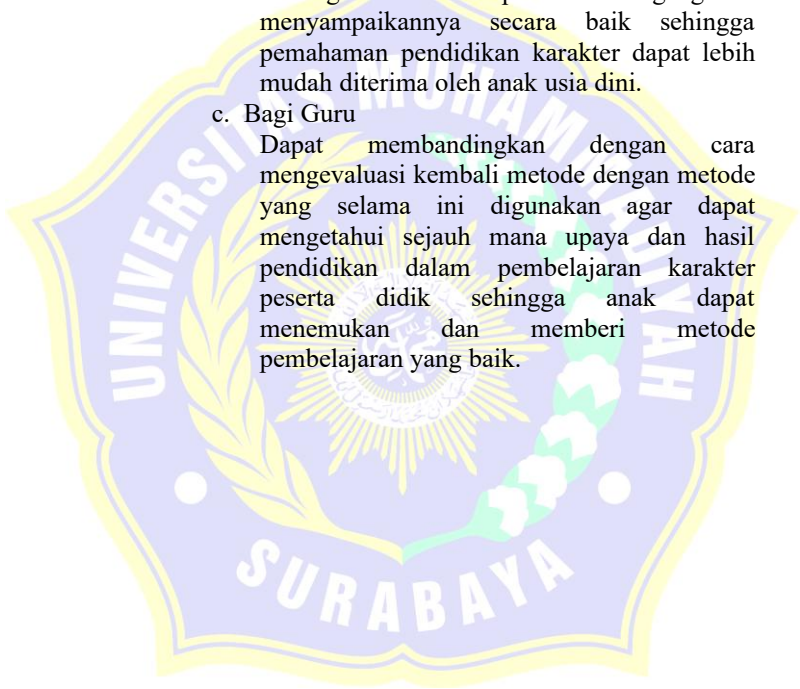 menyampaikannya secara baik sehingga
pemahaman pendidikan karakter dapat lebih
mudah diterima oleh anak usia dini.
c. Bagi Guru
Dapat membandingkan dengan cara
mengevaluasi kembali metode dengan metode
yang selama ini digunakan agar dapat
mengetahui sejauh mana upaya dan hasil
pendidikan dalam pembelajaran karakter
peserta didik sehingga anak dapat
menemukan dan memberi metode
pembelajaran yang baik.
UNIVERSITAS MUHAMMADIYAH
SURABAYA